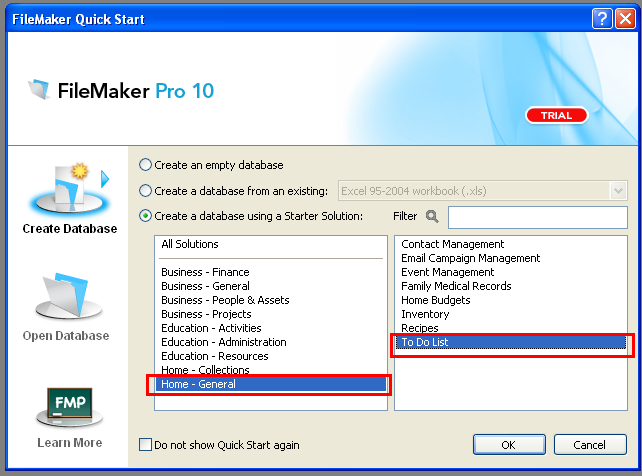 FileMaker Quick Start
FileMaker Pro 10
TRIAL
Create Database
Open Database
FMP
Learn More
Create an empty database
Create a database from an existing: Excel 95-2004 workbook (.xls)
Create a database using a Starter Solution: Filter
All Solutions
Business - Finance
Business - General
Business - People & Assets
Business - Projects
Education - Activities
Education - Administration
Education - Resources
Home - Collections
Home - General
Contact Management
Email Campaign Management
Event Management
Family Medical Records
Home Budgets
Inventory
Recipes
To Do List
Do not show Quick Start again
OK
Cancel